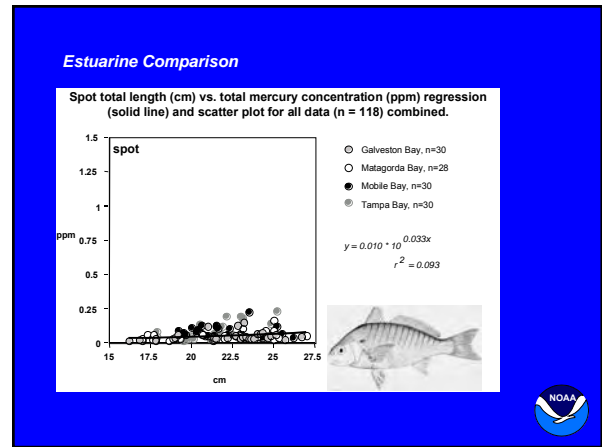 Estuarine Comparison
Spot total length (cm) vs. total mercury concentration (ppm) regression
(solid line) and scatter plot for all data (n = 118) combined.
1.5
spot
1.25
1
ppm
0.75
0.5
0.25
0
15 17.5 20 22.5 25 27.5
cm
Galveston Bay, n=30
Matagorda Bay, n=28
Mobile Bay, n=30
Tampa Bay, n=30
y = 0.010 * 10 0.033x
r 2 = 0.093
NOAA